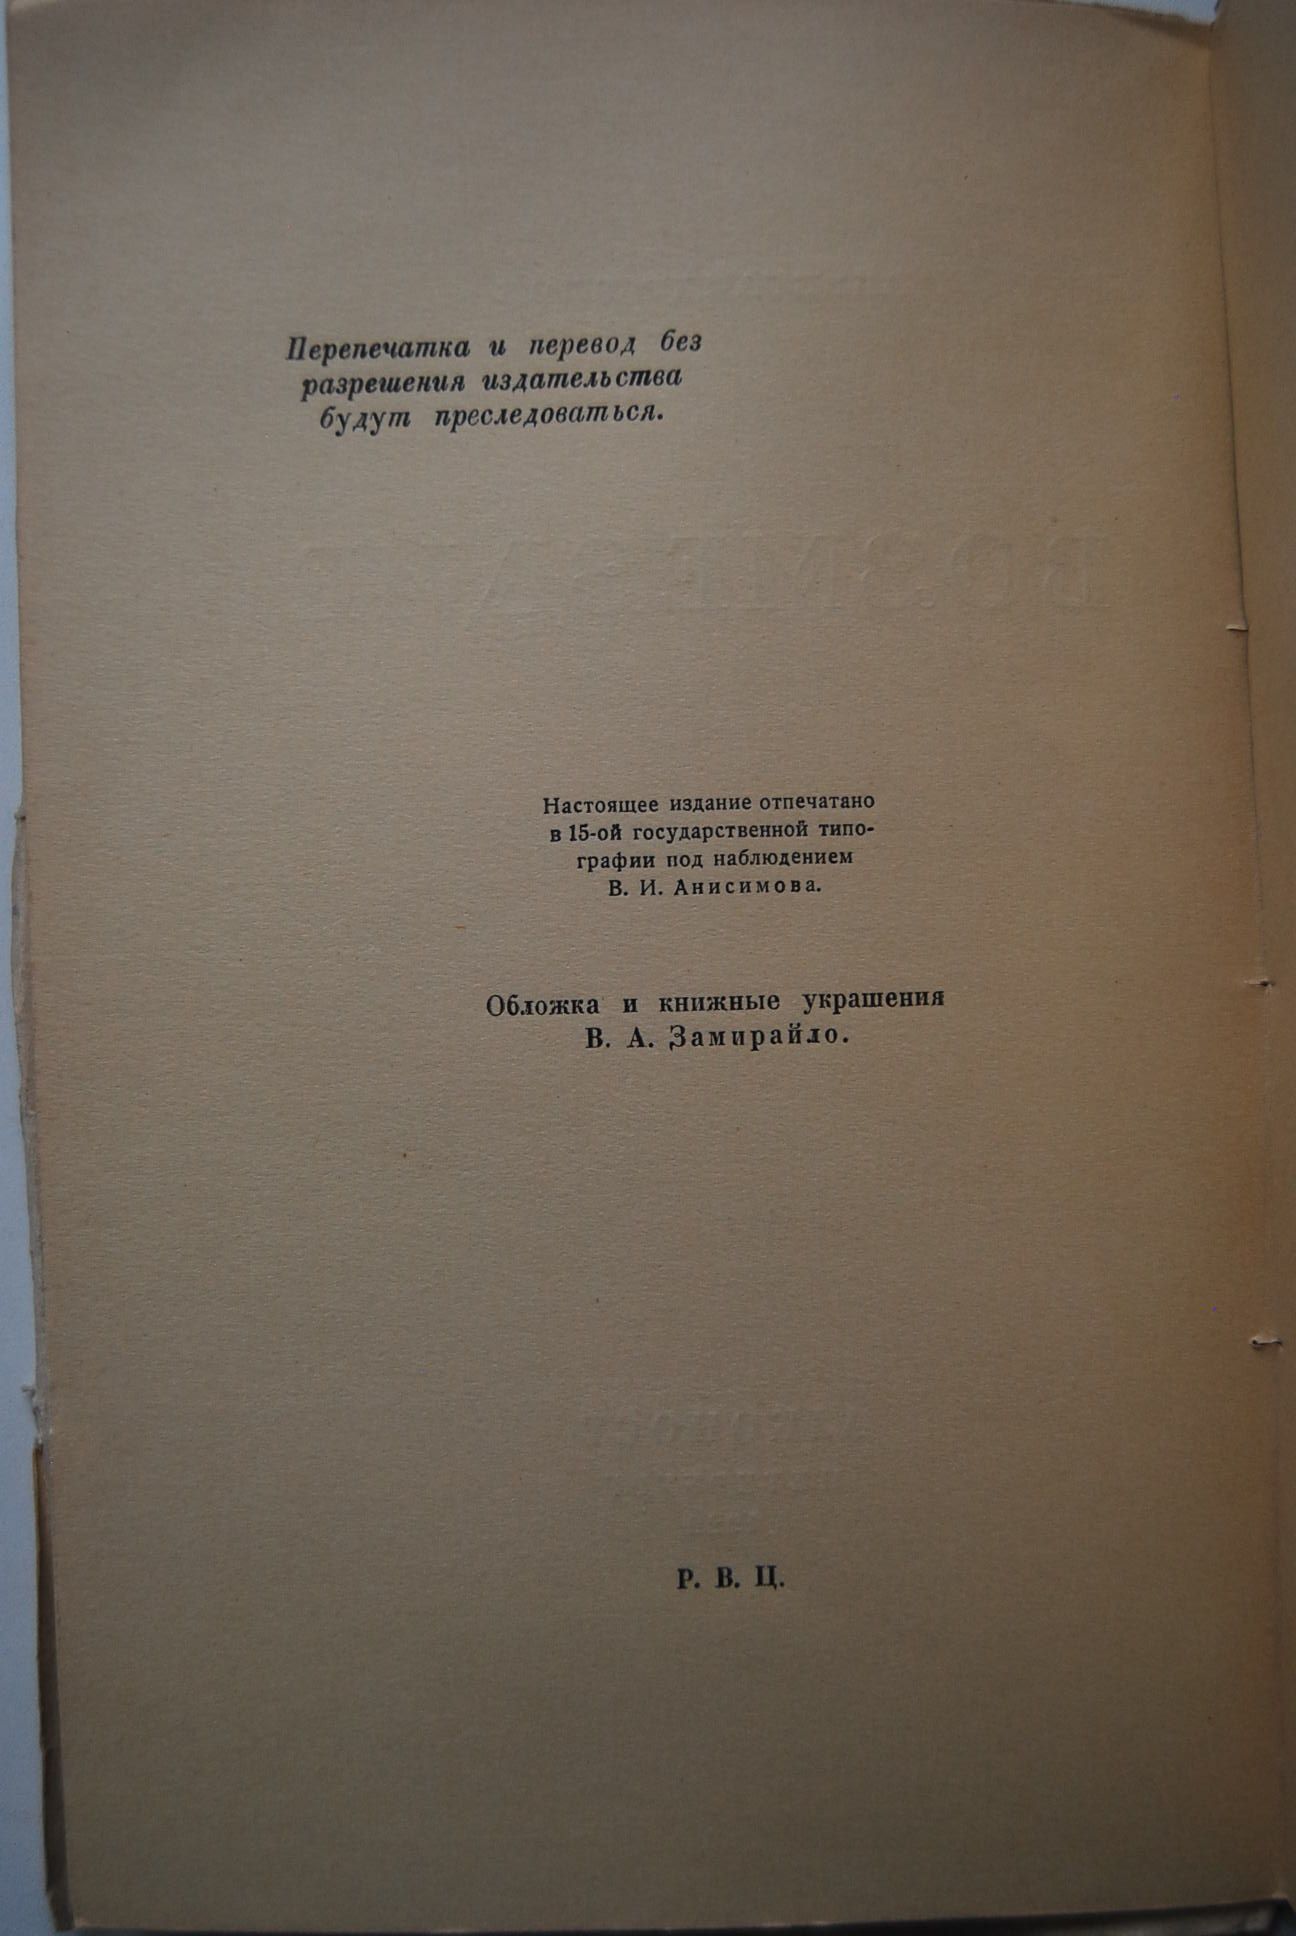 Перепечатка и перевод без
разрешения издательства
будут преследоваться.
Настоящее издание отпечатано
в 15-ой государственной типо-
графии под наблюдением
В. И. Анисимова.
Обложка и книжные украшения
В. А. Замирайло.
Р. В. Ц.